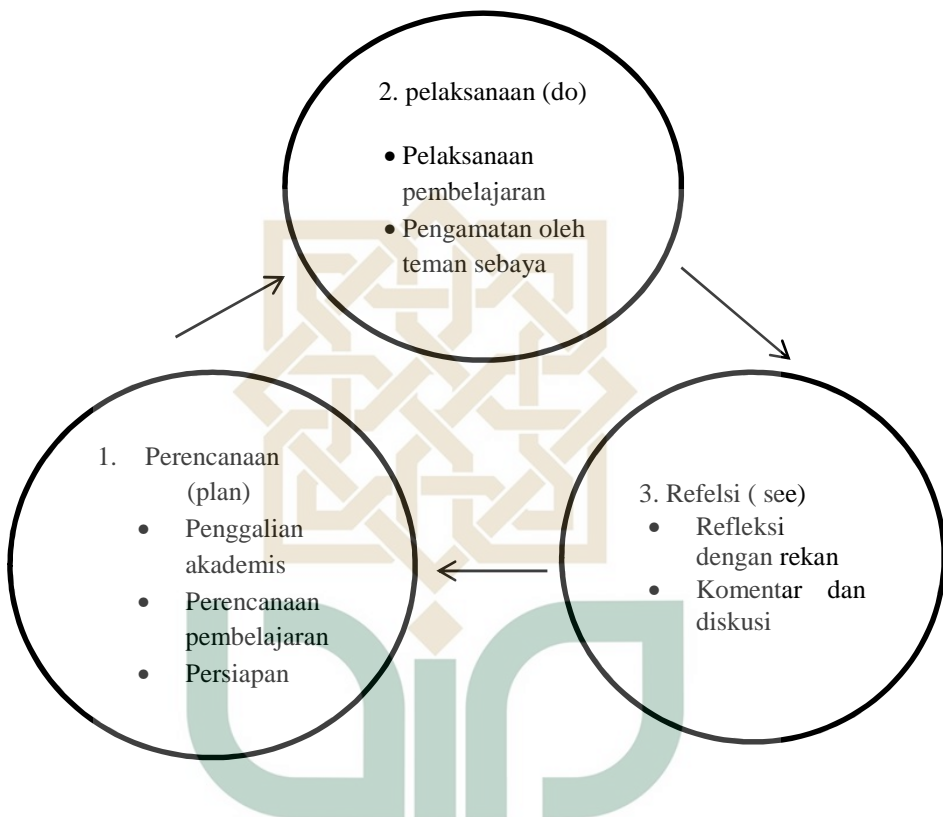 2. pelaksanaan (do)
• Pelaksanaan
pembelajaran
• Pengamatan oleh
teman sebaya
1. Perencanaan
(plan)
• Penggalian
akademis
• Perencanaan
pembelajaran
• Persiapan
3. Refelsi ( see)
• Refleksi
dengan rekan
• Komentar dan
diskusi